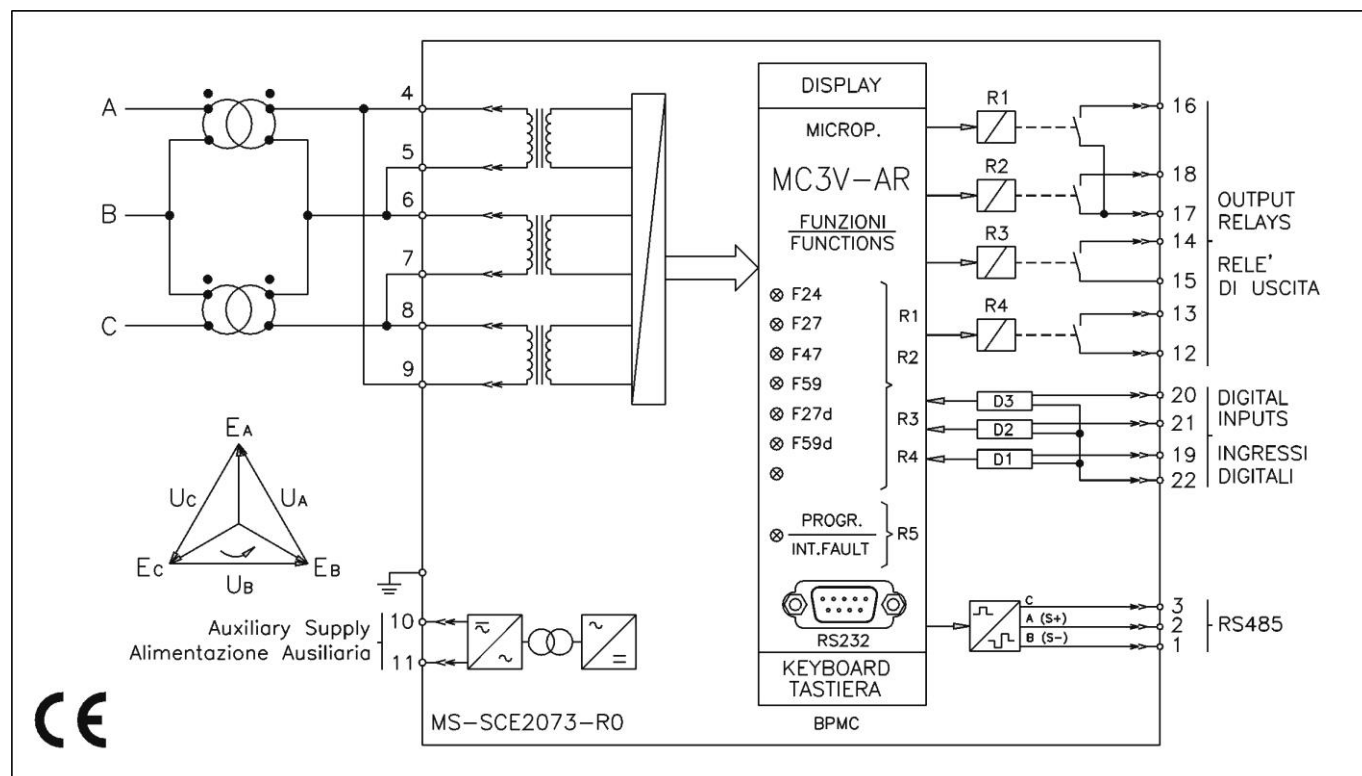 A
B
C
4
5
6
7
8
9
EA
UC
UA
EC
UB
EB
Auxiliary Supply
Alimentazione Ausiliaria
10
11
CE
MS-SCE2073-R0
DISPLAY
MICROP.
MC3V-AR
FUNZIONI
FUNCTIONS
F24
F27
F47
F59
F27d
F59d
R1
R2
R3
R4
PROGR.
INT.FAULT
R5
RS232
KEYBOARD
TASTIERA
BPMC
R1
R2
R3
R4
16
18
17
14
15
13
12
OUTPUT
RELAYS
RELE'
DI USCITA
D3
D2
D1
20
21
19
22
DIGITAL
INPUTS
INGRESSI
DIGITALI
C
A (S+)
B (S-)
3
2
1
RS485